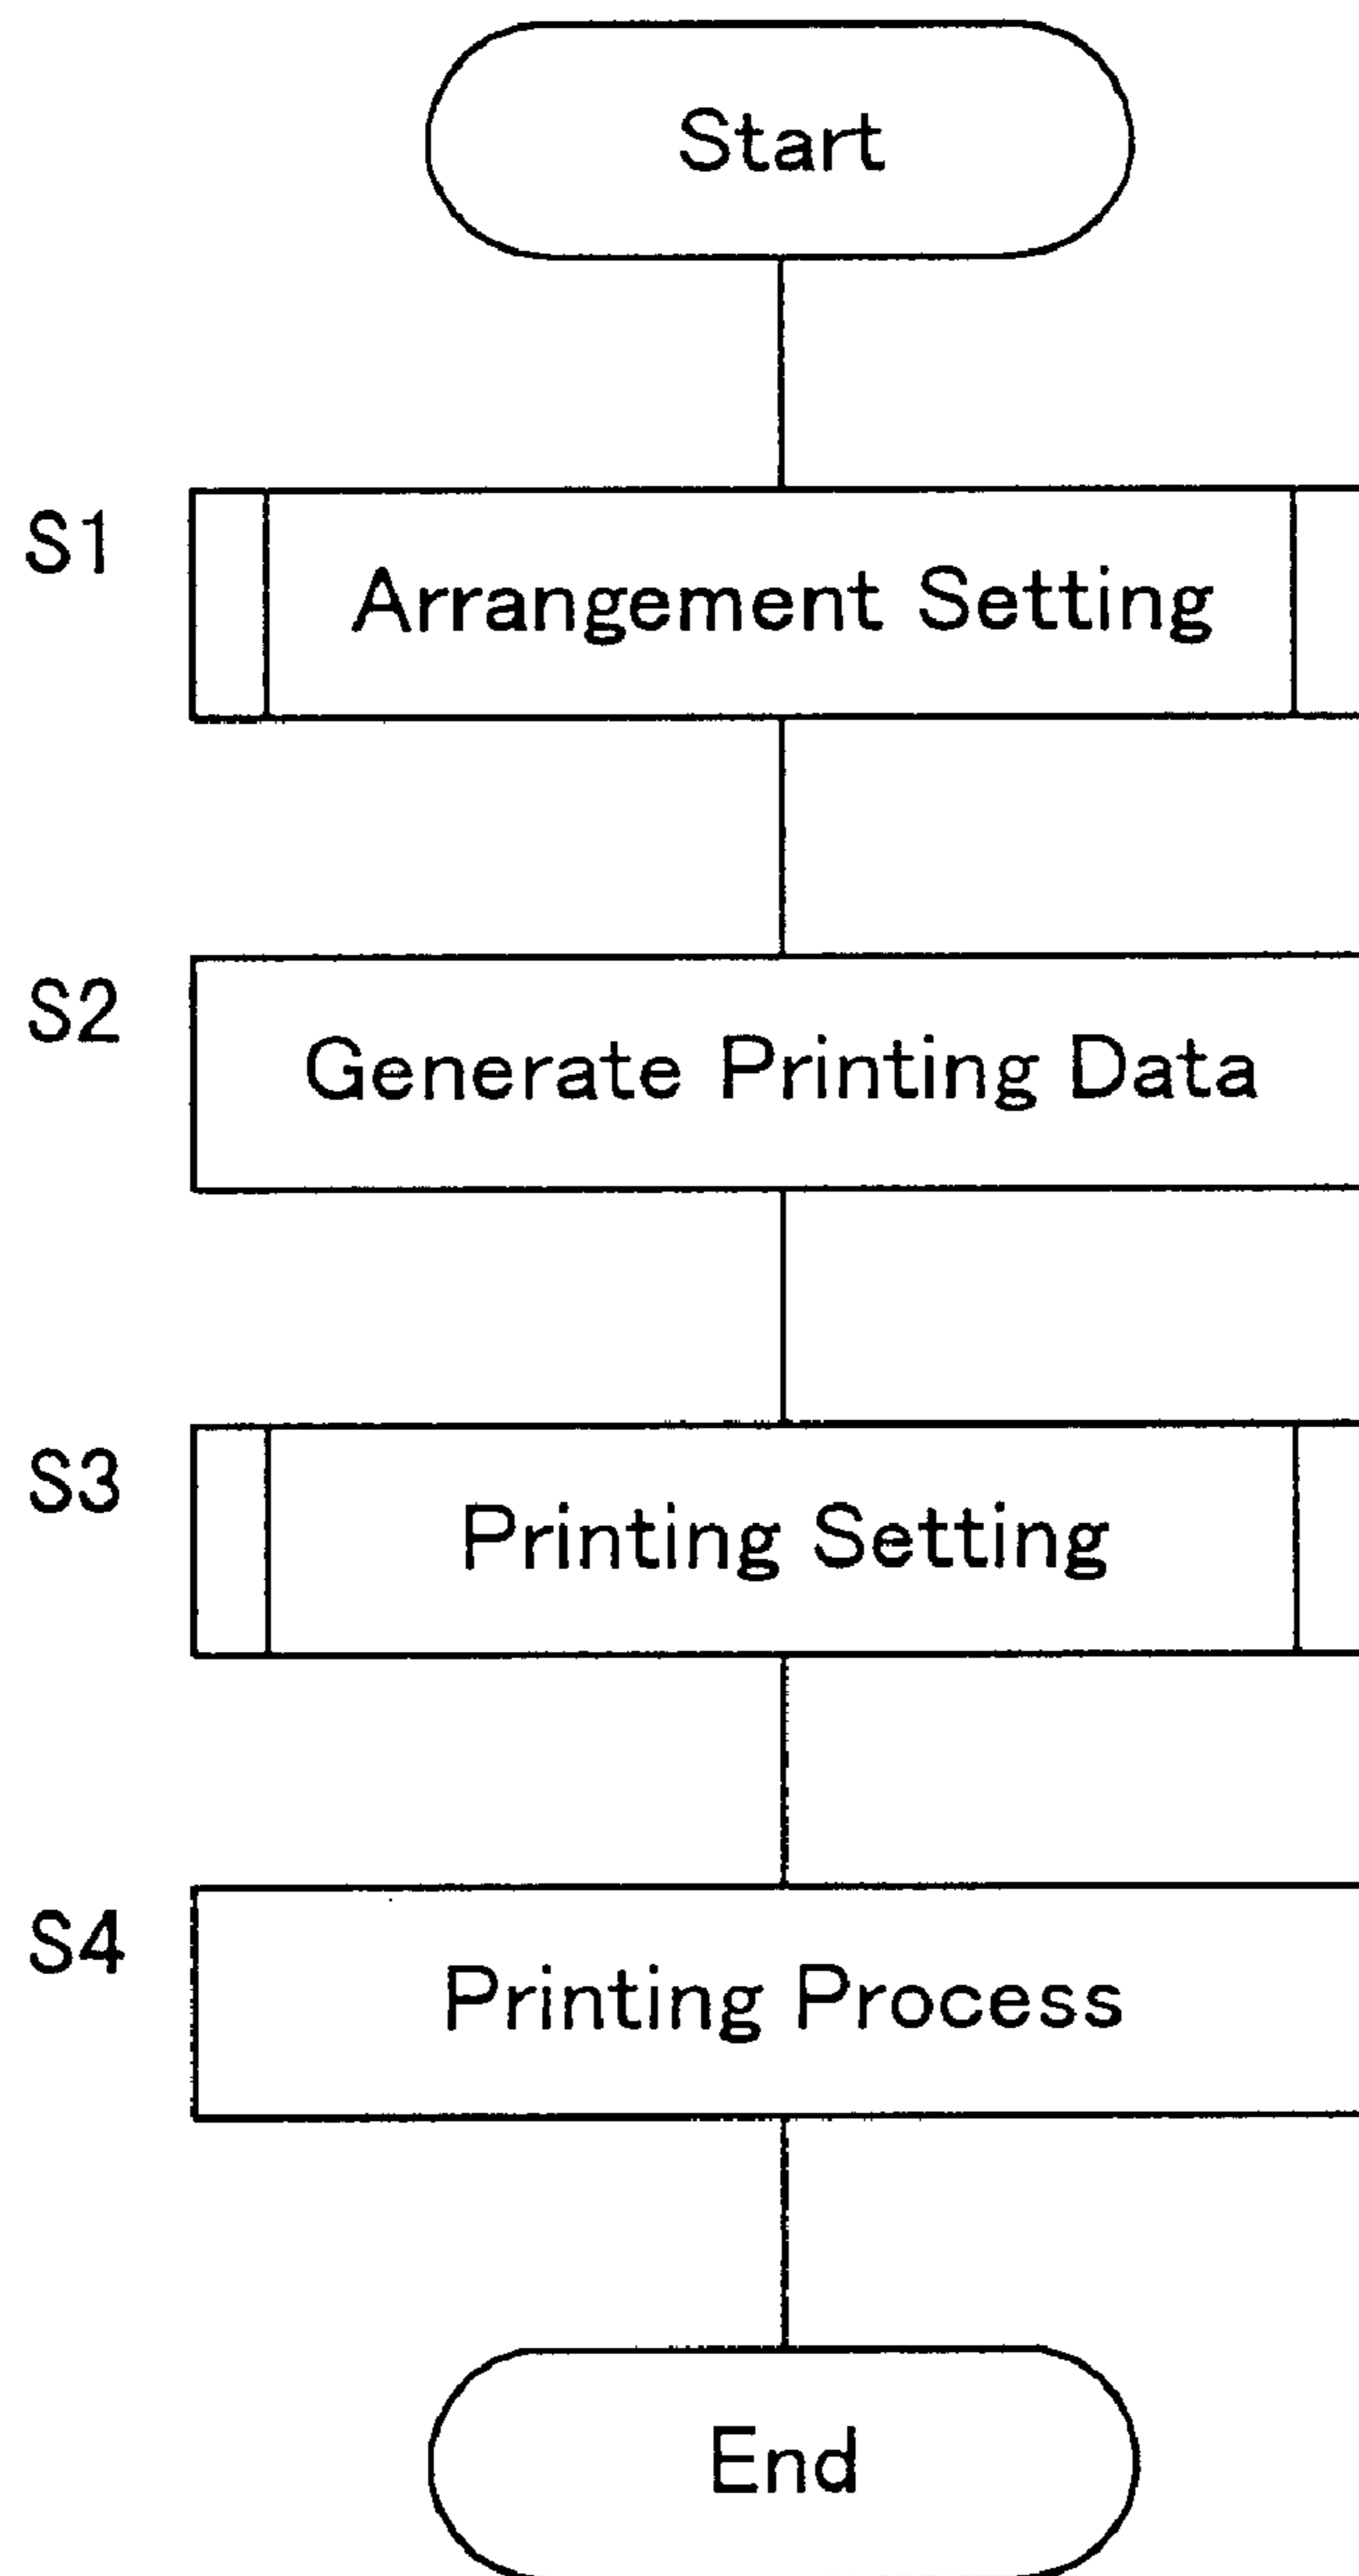 Start
S1
Arrangement Setting
S2
Generate Printing Data
S3
Printing Setting
S4
Printing Process
End